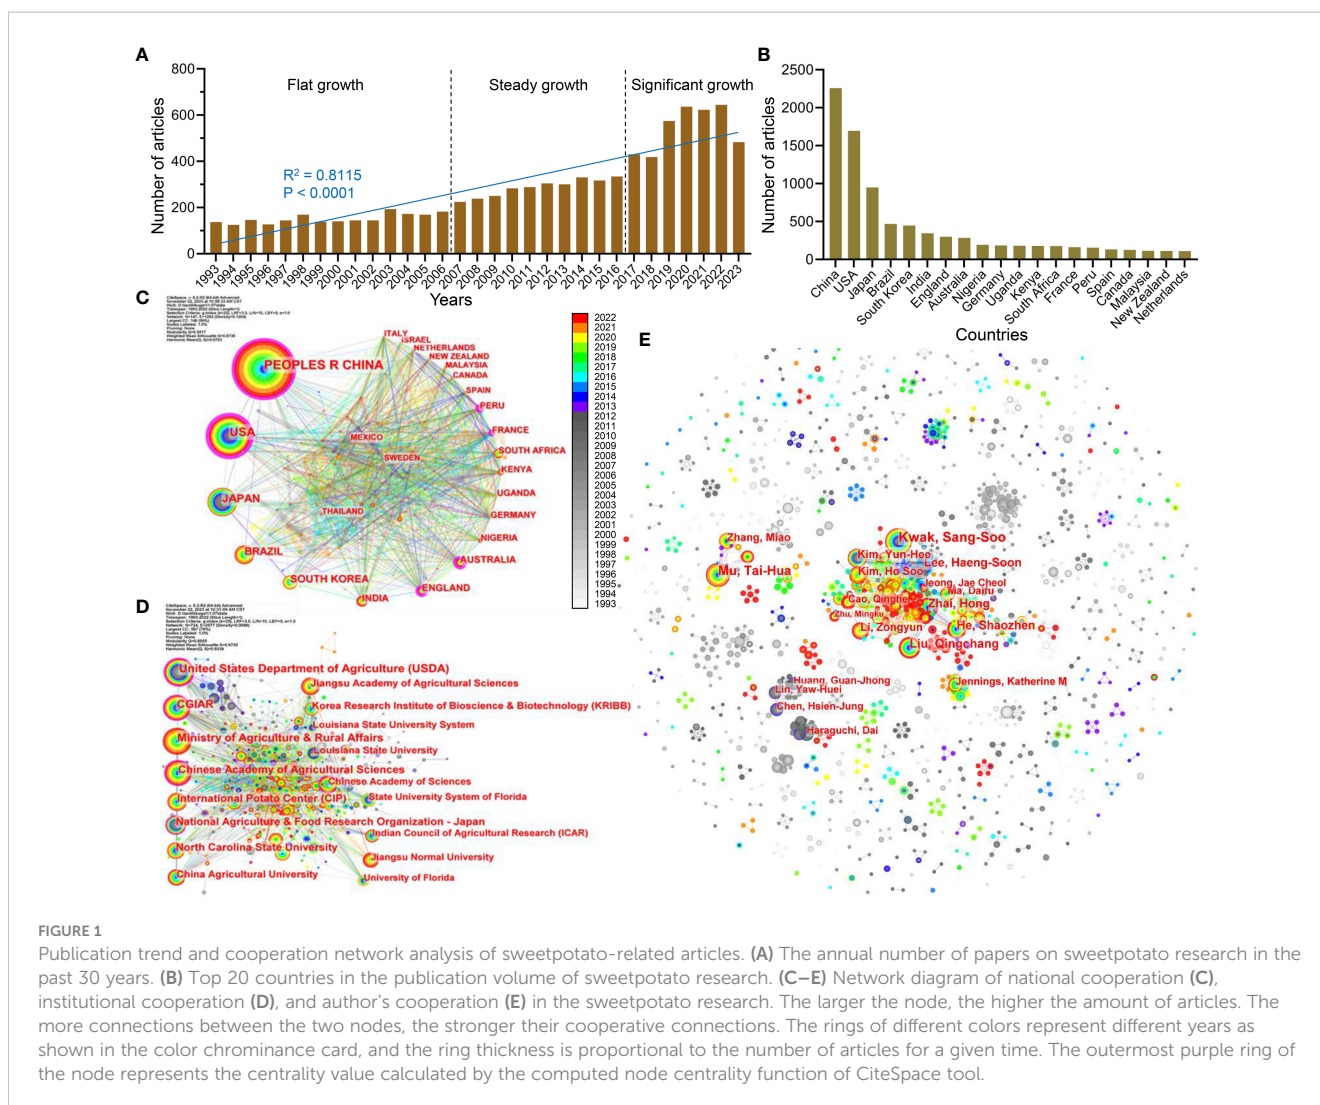 A
800
600
400
200
0
Number of articles
Flat growth
Steady growth
Significant growth
R² = 0.8115
P < 0.0001
1993
1994
1995
1996
1997
1998
1999
2000
2001
2002
2003
2004
2005
2006
2007
2008
2009
2010
2011
2012
2013
2014
2015
2016
2017
2018
2019
2020
2021
2022
2023
Years
B
2500
2000
1500
1000
500
0
Number of articles
China
USA
Japan
Brazil
South Korea
India
England
Australia
Nigeria
Germany
Uganda
Kenya
South Africa
France
Peru
Spain
Canada
Malaysia
New Zealand
Netherlands
Countries
C
PEOPLES R CHINA
USA
JAPAN
BRAZIL
SOUTH KOREA
INDIA
ENGLAND
AUSTRALIA
NIGERIA
GERMANY
UGANDA
KENYA
SOUTH AFRICA
FRANCE
PERU
SPAIN
CANADA
MALAYSIA
NEW ZEALAND
NETHERLANDS
ISRAEL
ITALY
MEXICO
SWEDEN
THAILAND
2022
2021
2020
2019
2018
2017
2016
2015
2014
2013
2012
2011
2010
2009
2008
2007
2006
2005
2004
2003
2002
2001
2000
1999
1998
1997
1996
1995
1994
1993
D
United States Department of Agriculture (USDA)
Jiangsu Academy of Agricultural Sciences
CGIAR
Korea Research Institute of Bioscience & Biotechnology (KRIBB)
Louisiana State University System
Ministry of Agriculture & Rural Affairs
Louisiana State University
Chinese Academy of Agricultural Sciences
Chinese Academy of Sciences
International Potato Center (CIP)
State University System of Florida
National Agriculture & Food Research Organization - Japan
Indian Council of Agricultural Research (ICAR)
North Carolina State University
Jiangsu Normal University
China Agricultural University
University of Florida
E
Zhang, Miao
Mu, Tai-Hua
Kwak, Sang-Soo
Kim, Yun-Hee
Lee, Haeng-Soon
Kim, Ho Soo
Jeong, Jae Cheol
Ma, Daifu
Cao, Qinghe
Zhai, Hong
Zhu, Mingku
Li, Zongyun
He, Shaozhen
Liu, Qingchang
Huang, Guan-Jhong
Lin, Yaw-Huei
Jennings, Katherine M
Chen, Hsien-Jung
Haraguchi, Dai
FIGURE 1
Publication trend and cooperation network analysis of sweetpotato-related articles. (A) The annual number of papers on sweetpotato research in the
past 30 years. (B) Top 20 countries in the publication volume of sweetpotato research. (C–E) Network diagram of national cooperation (C),
institutional cooperation (D), and author's cooperation (E) in the sweetpotato research. The larger the node, the higher the amount of articles. The
more connections between the two nodes, the stronger their cooperative connections. The rings of different colors represent different years as
shown in the color chrominance card, and the ring thickness is proportional to the number of articles for a given time. The outermost purple ring of
the node represents the centrality value calculated by the computed node centrality function of CiteSpace tool.